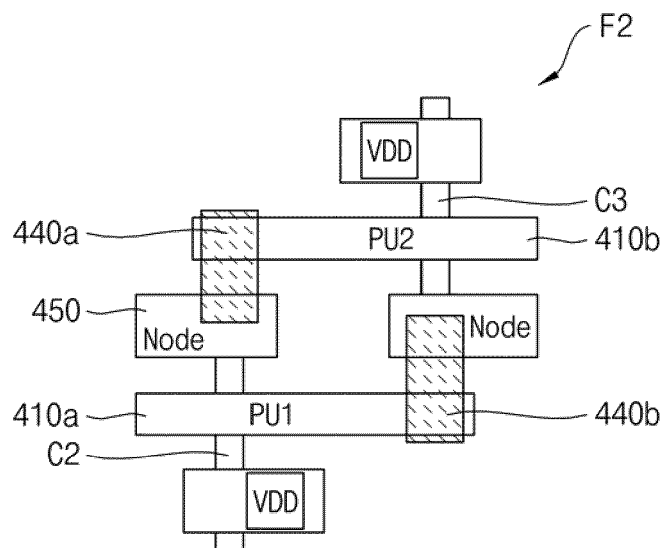 F2
VDD
C3
440a
PU2
410b
450
Node
Node
410a
PU1
440b
C2
VDD